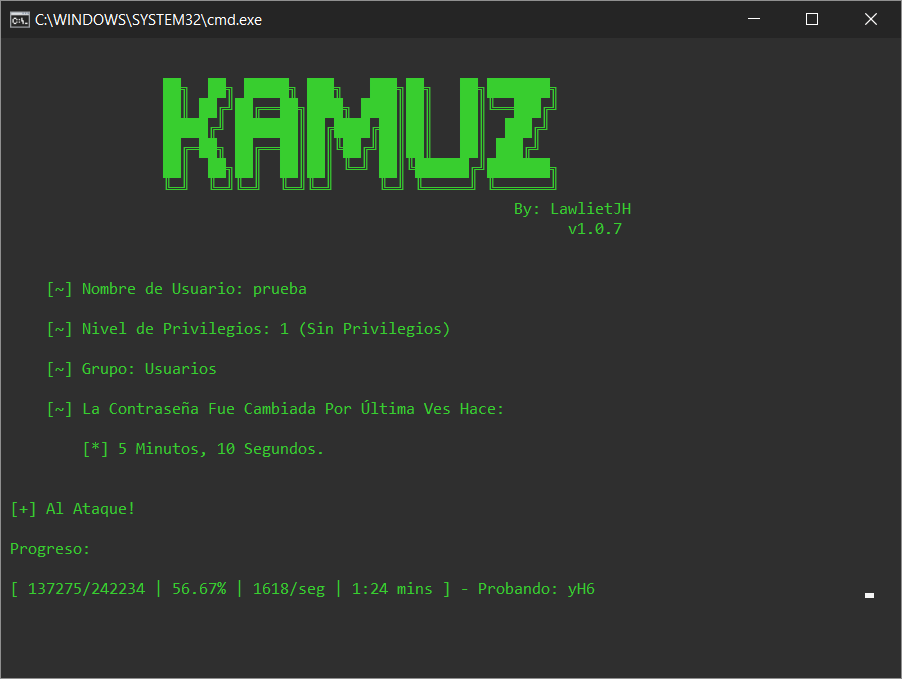 C:\WINDOWS\SYSTEM32\cmd.exe
KAMUZ
By: LawlietJH
v1.0.7
[~] Nombre de Usuario: prueba
[~] Nivel de Privilegios: 1 (Sin Privilegios)
[~] Grupo: Usuarios
[~] La Contraseña Fue Cambiada Por Última Ves Hace:
[*] 5 Minutos, 10 Segundos.
[+] Al Ataque!
Progreso:
[ 137275/242234 | 56.67% | 1618/seg | 1:24 mins ] - Probando: yH6